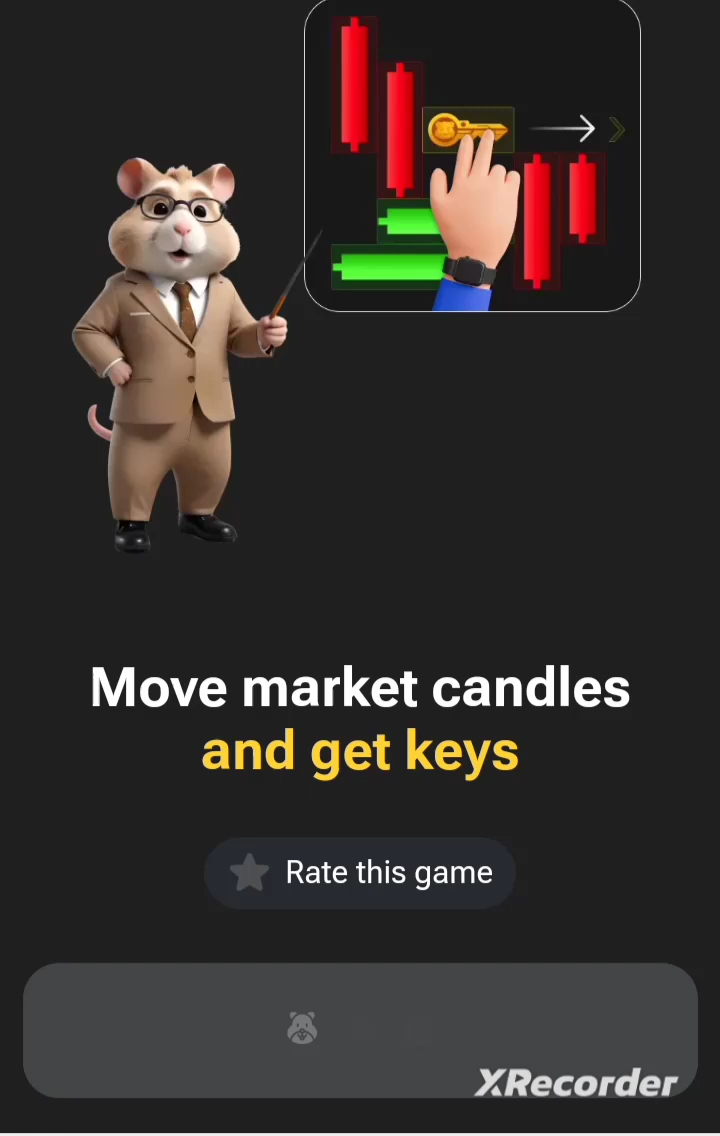 Move market candles
and get keys
Rate this game
XRecorder